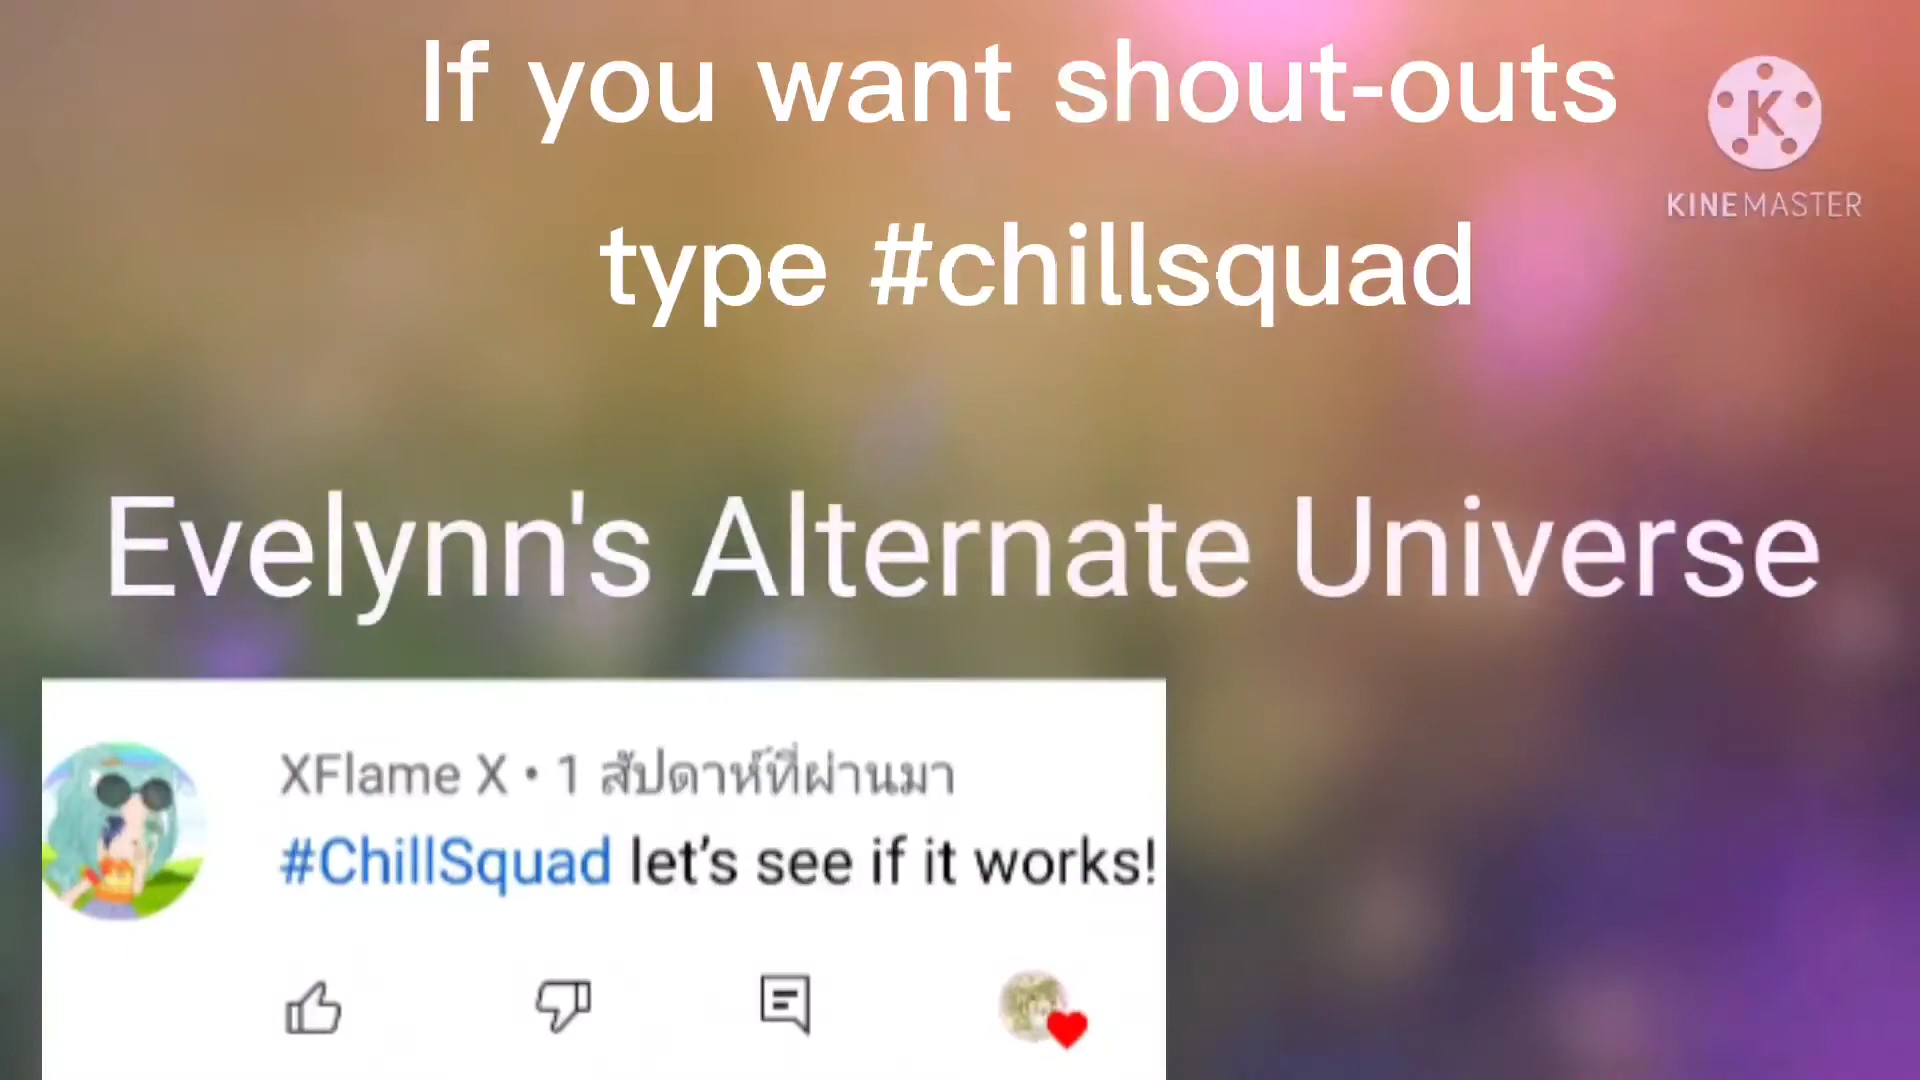 If you want shout-outs
type #chillsquad
K
KINEMASTER
Evelynn's Alternate Universe
XFlame X • 1 สัปดาห์ที่ผ่านมา
#ChillSquad let's see if it works!